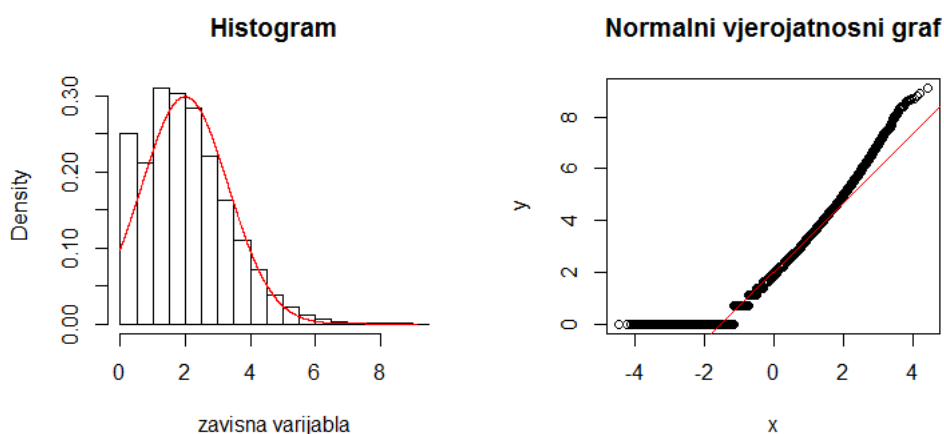 Histogram
Density
0.00
0.10
0.20
0.30
0 2 4 6 8
zavisna varijabla
Normalni vjerojatnosni graf
y
0
2
4
6
8
-4 -2 0 2 4
x